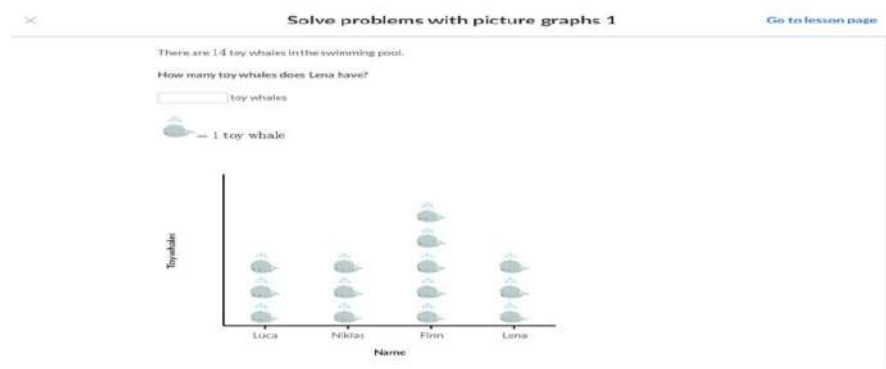 Solve problems with picture graphs 1
Go to lesson page
There are 14 toy whales in the swimming pool.
How many toy whales does Lena have?
toy whales
= 1 toy whale
Toy whales
Luca Niklas Finn Lena
Name